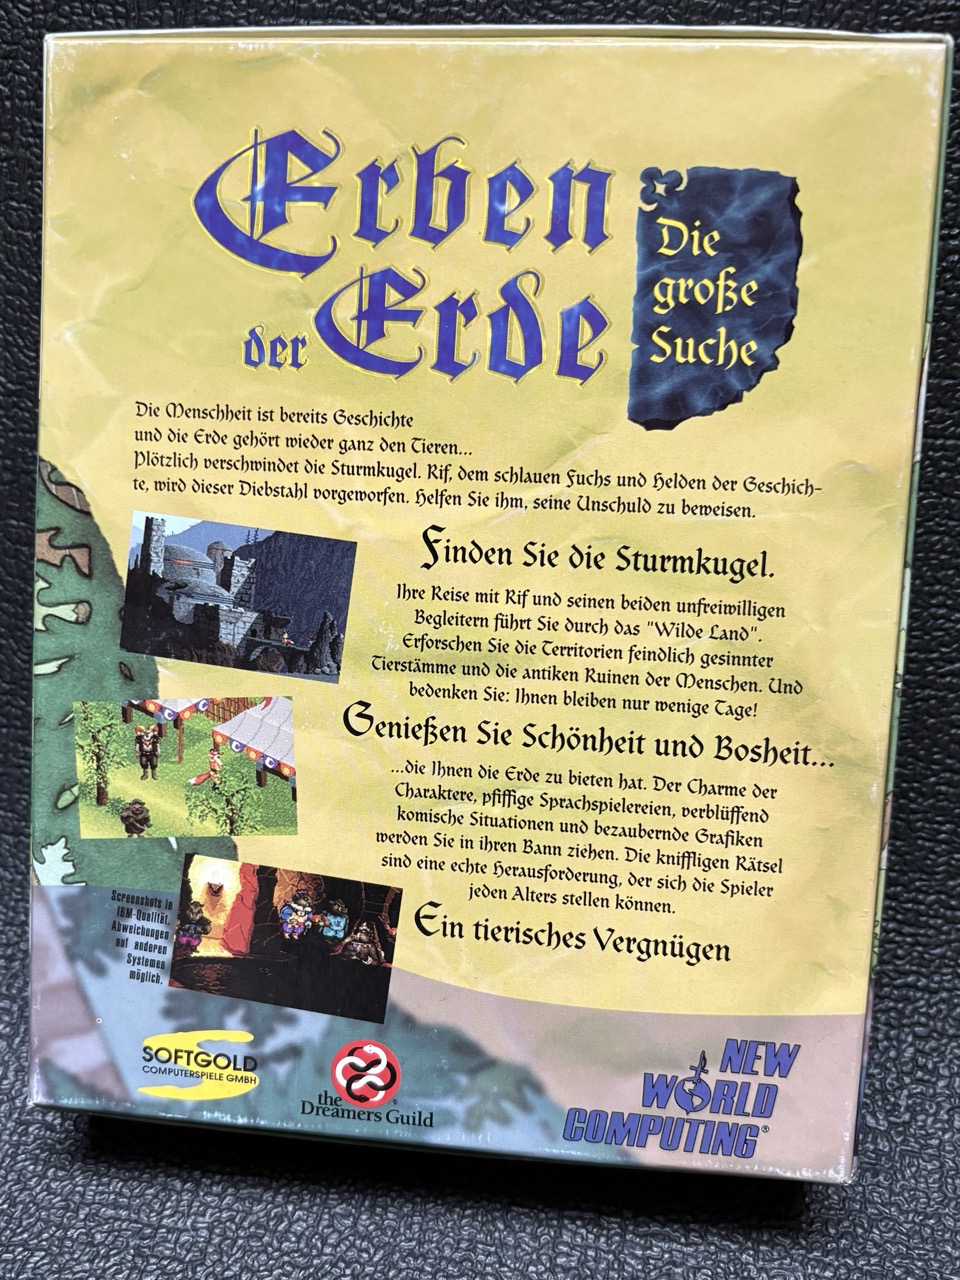 Erben
der Erde
Die
große
Suche
Die Menschheit ist bereits Geschichte
und die Erde gehört wieder ganz den Tieren...
Plötzlich verschwindet die Sturmkugel. Rif, dem schlauen Fuchs und Helden der Geschich-
te, wird dieser Diebstahl vorgeworfen. Helfen Sie ihm, seine Unschuld zu beweisen.
Finden Sie die Sturmkugel.
Ihre Reise mit Rif und seinen beiden unfreiwilligen
Begleitern führt Sie durch das "Wilde Land".
Erforschen Sie die Territorien feindlich gesinnter
Tierstämme und die antiken Ruinen der Menschen. Und
bedenken Sie: Ihnen bleiben nur wenige Tage!
Genießen Sie Schönheit und Bosheit...
...die Ihnen die Erde zu bieten hat. Der Charme der
Charaktere, pfiffige Sprachspielereien, verblüffend
komische Situationen und bezaubernde Grafiken
werden Sie in ihren Bann ziehen. Die kniffligen Rätsel
sind eine echte Herausforderung, der sich die Spieler
jeden Alters stellen können.
Ein tierisches Vergnügen
Screenshots in
IBM-Qualität.
Abweichungen
auf anderen
Systemen
möglich.
SOFTGOLD
COMPUTERSPIELE GMBH
the
Dreamers Guild®
NEW
WORLD
COMPUTING®